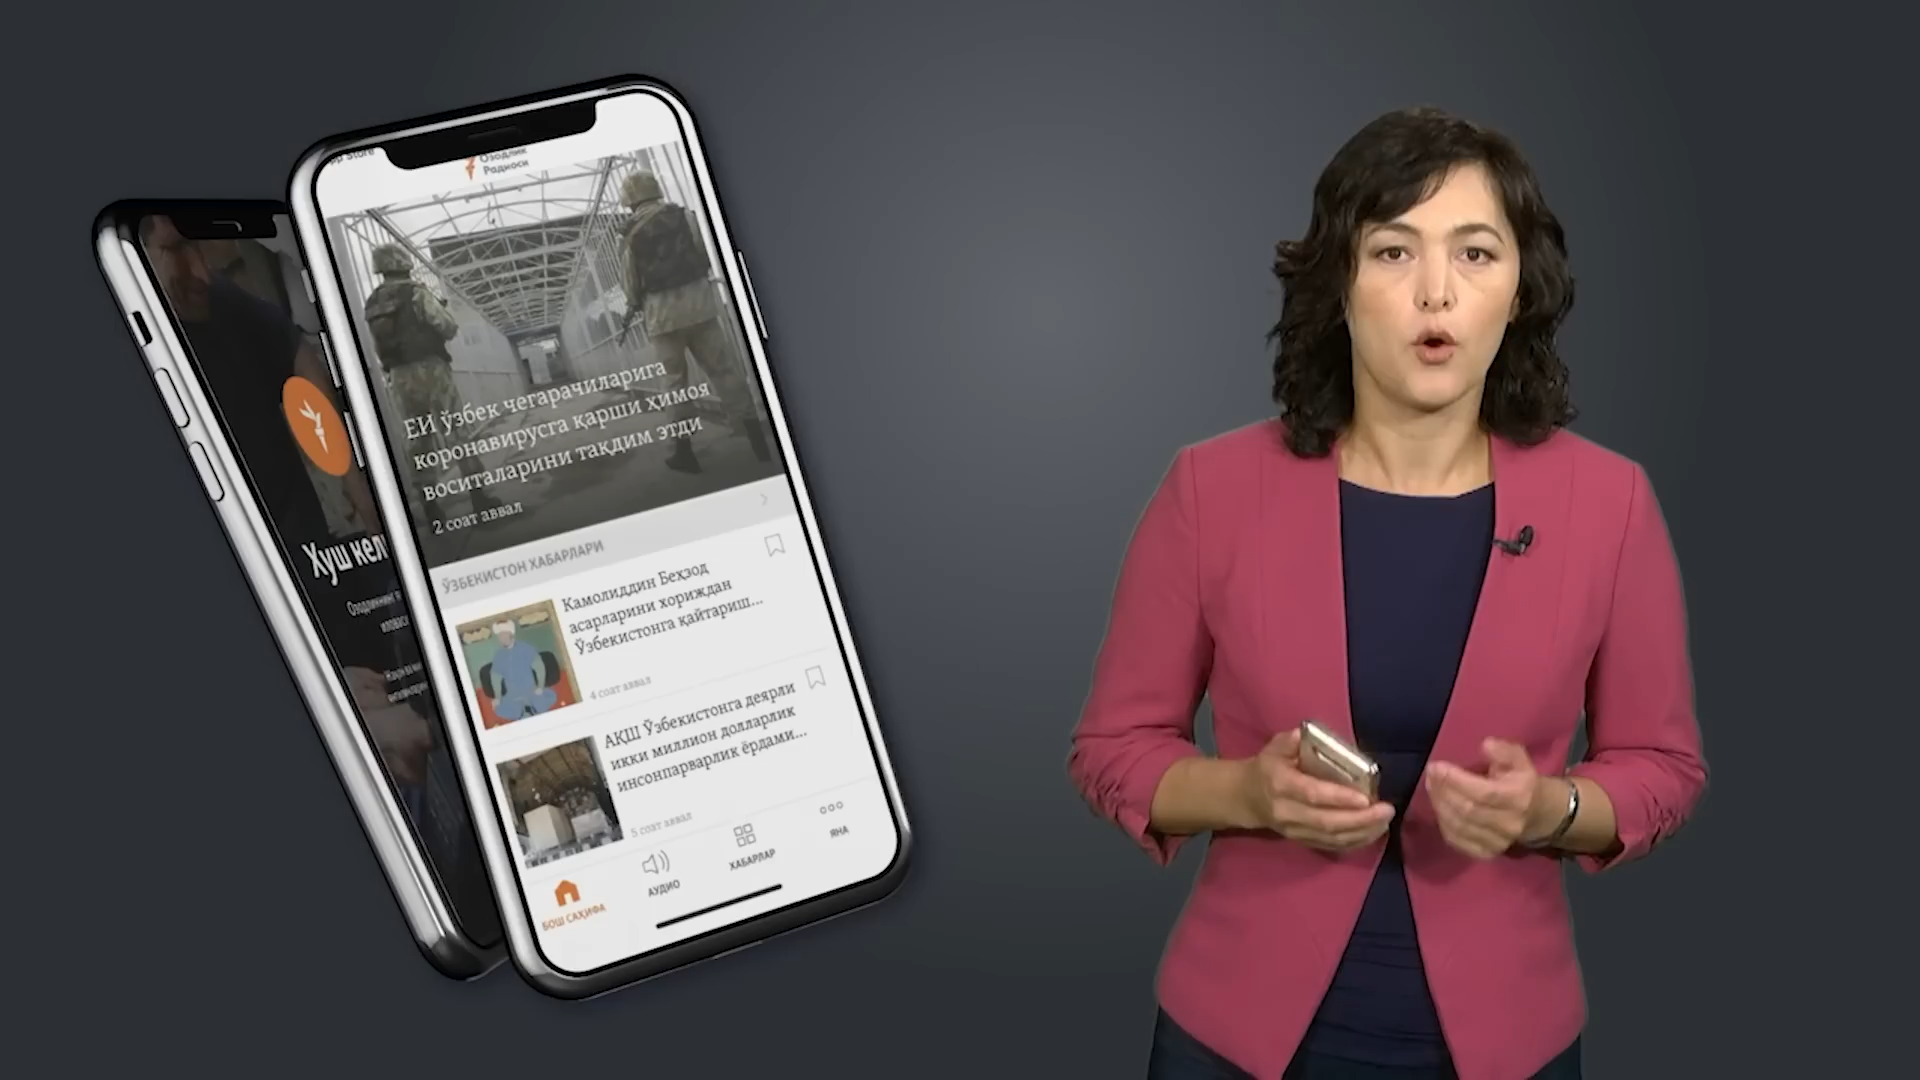 Store
Озодлик
Радиоси
ЕИ ўзбек чегарачиларига
коронавирусга қарши ҳимоя
воситаларини тақдим этди
2 соат аввал
ЎЗБЕКИСТОН ХАБАРЛАРИ
Камолиддин Беҳзод
асарларини хориждан
Ўзбекистонга қайтариш...
4 соат аввал
АҚШ Ўзбекистонга деярли
икки миллион долларлик
инсонпарварлик ёрдами...
5 соат аввал
БОШ САҲИФА
АУДИО
ХАБАРЛАР
ЯНА
Хуш кел